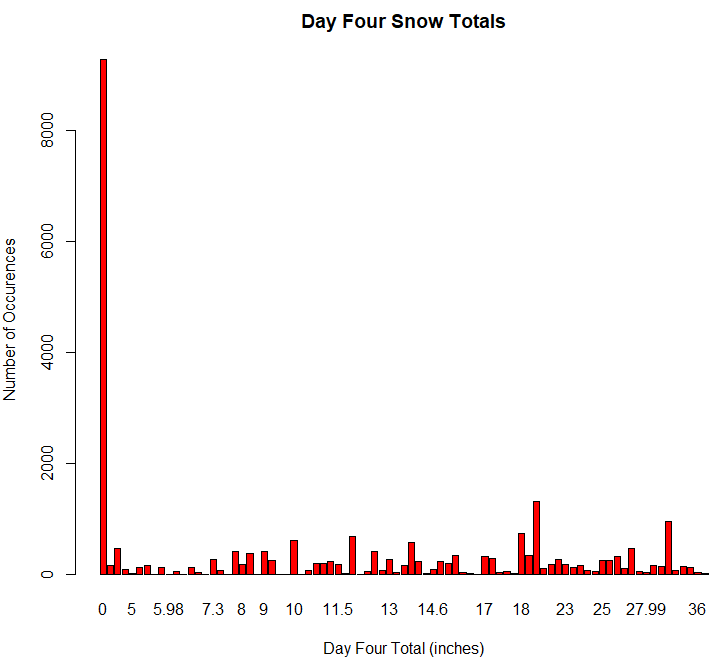 Day Four Snow Totals
Number of Occurences
8000
6000
4000
2000
0
0 5 5.98 7.3 8 9 10 11.5 13 14.6 17 18 23 25 27.99 36
Day Four Total (inches)